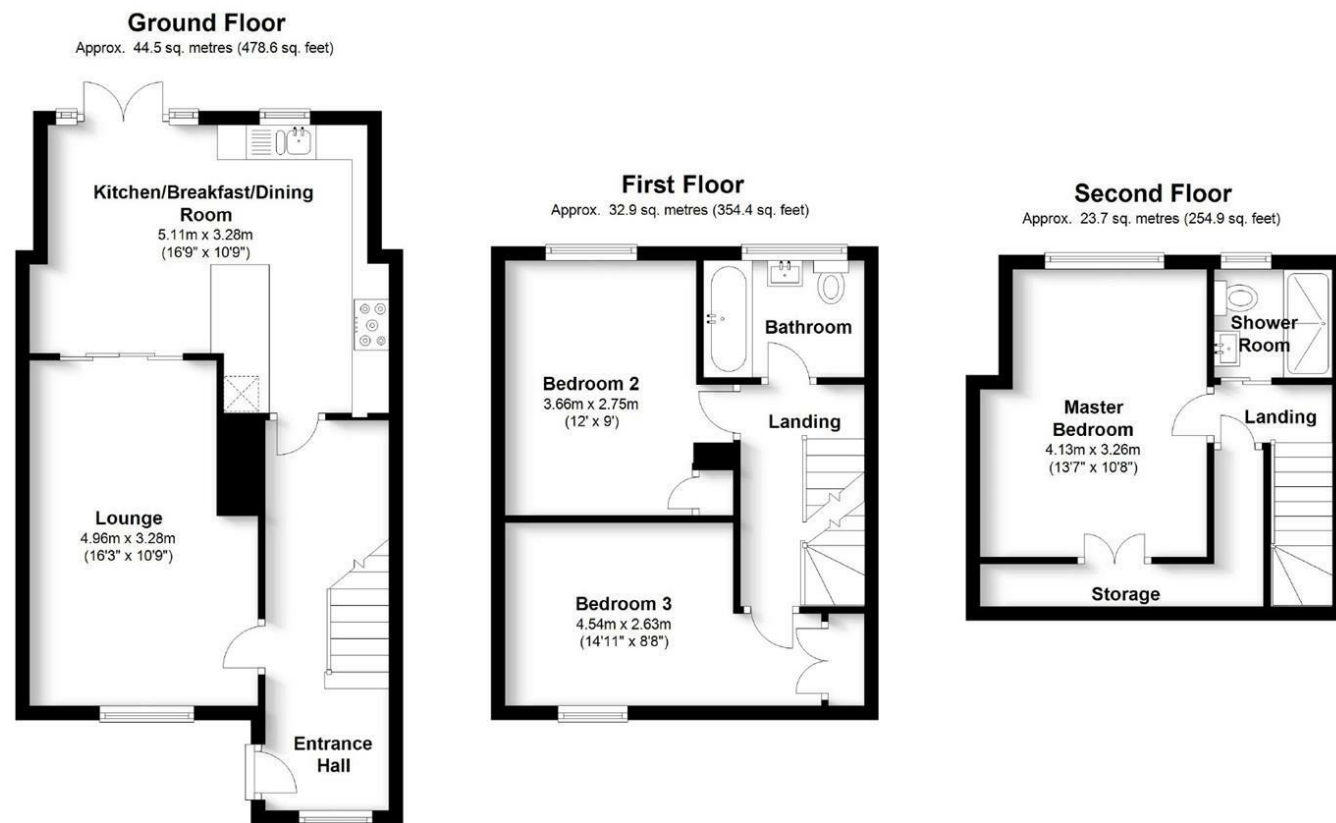 Ground Floor
Approx. 44.5 sq. metres (478.6 sq. feet)
Kitchen/Breakfast/Dining
Room
5.11m x 3.28m
(16'9" x 10'9")
Lounge
4.96m x 3.28m
(16'3" x 10'9")
Entrance
Hall
First Floor
Approx. 32.9 sq. metres (354.4 sq. feet)
Bathroom
Bedroom 2
3.66m x 2.75m
(12' x 9')
Landing
Bedroom 3
4.54m x 2.63m
(14'11" x 8'8")
Second Floor
Approx. 23.7 sq. metres (254.9 sq. feet)
Shower
Room
Master
Bedroom
4.13m x 3.26m
(13'7" x 10'8")
Landing
Storage